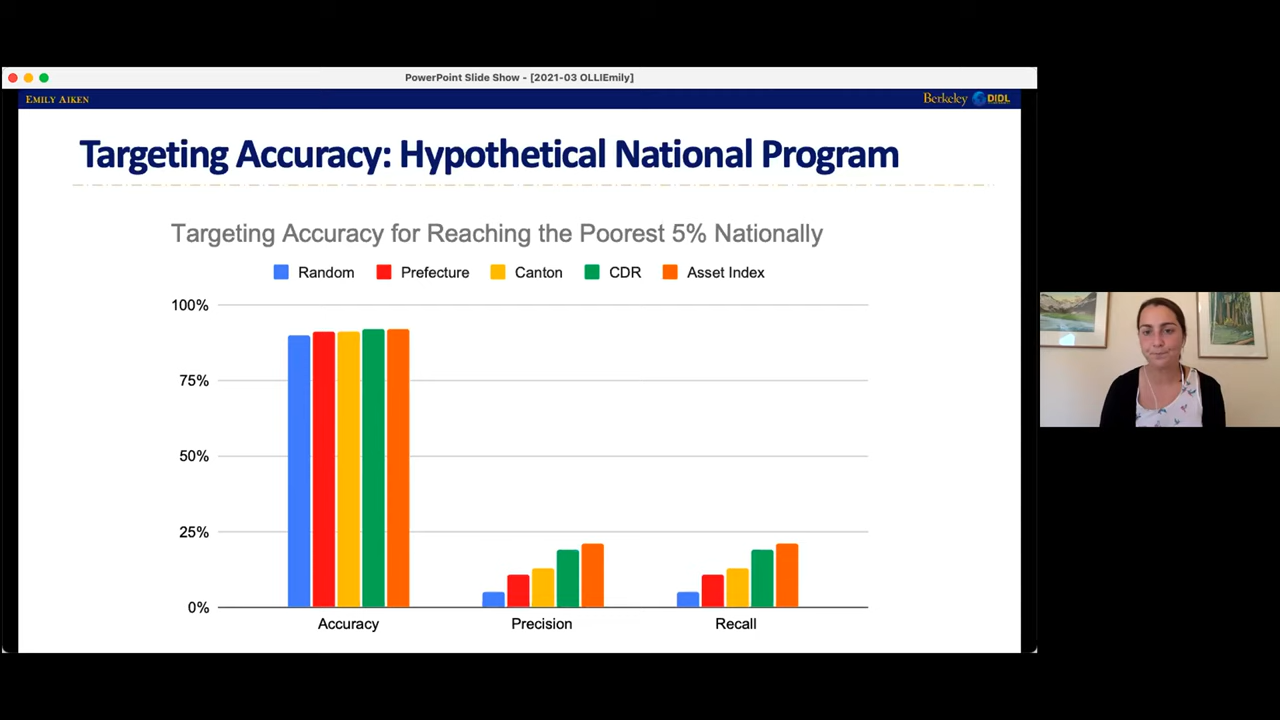 PowerPoint Slide Show - [2021-03 OLLIEmily]
EMILY AIKEN
Berkeley DIDL
Targeting Accuracy: Hypothetical National Program
Targeting Accuracy for Reaching the Poorest 5% Nationally
Random Prefecture Canton CDR Asset Index
100%
75%
50%
25%
0%
Accuracy Precision Recall